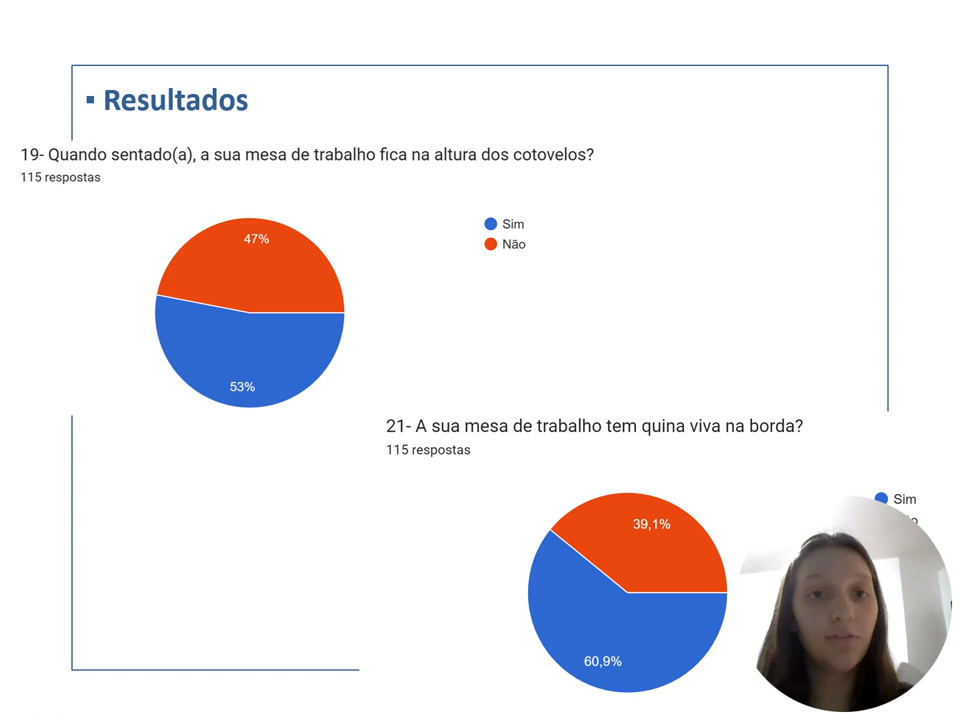 ▪ Resultados
19- Quando sentado(a), a sua mesa de trabalho fica na altura dos cotovelos?
115 respostas
Sim
Não
47%
53%
21- A sua mesa de trabalho tem quina viva na borda?
115 respostas
Sim
39,1%
60,9%